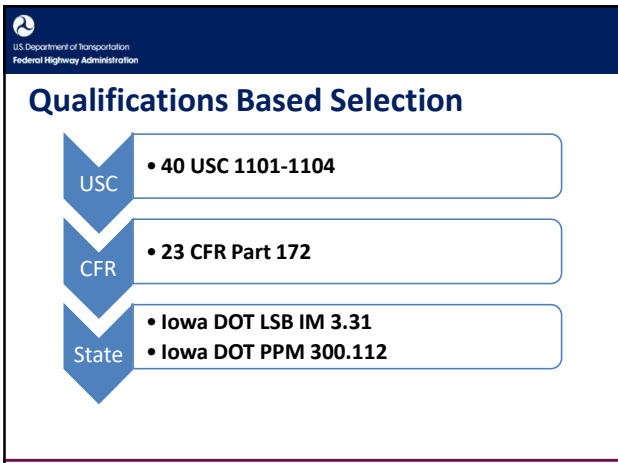 U.S. Department of Transportation
Federal Highway Administration
Qualifications Based Selection
USC
• 40 USC 1101-1104
CFR
• 23 CFR Part 172
State
• Iowa DOT LSB IM 3.31
• Iowa DOT PPM 300.112